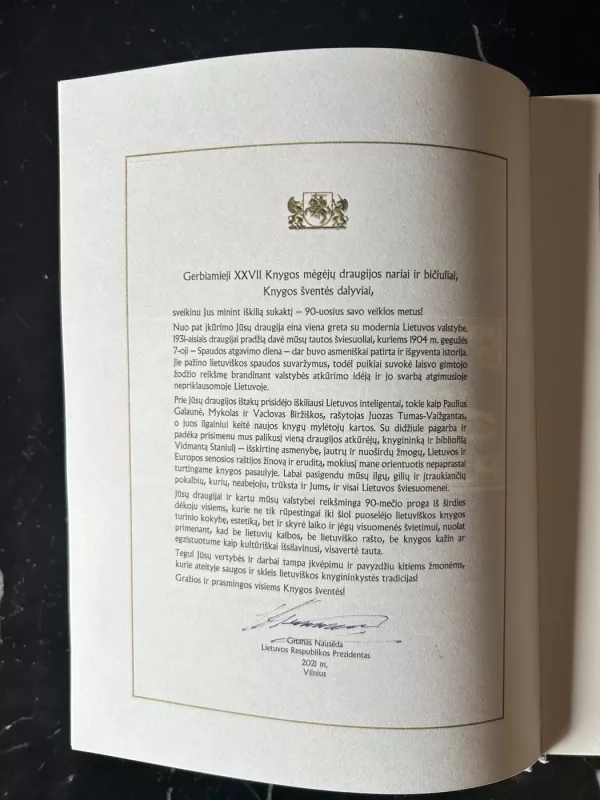 Gerbiamieji XXVII Knygos mėgėjų draugijos nariai ir bičiuliai,
Knygos šventės dalyviai,
sveikinu Jus minint iškilią sukaktį – 90-uosius savo veiklos metus!
Nuo pat įkūrimo Jūsų draugija eina viena greta su modernia Lietuvos valstybe.
1931-aisiais draugijai pradžią davė mūsų tautos šviesuoliai, kuriems 1904 m. gegužės
7-oji – Spaudos atgavimo diena – dar buvo asmeniškai patirta ir išgyventa istorija.
Jie pažino lietuviškos spaudos suvaržymus, todėl puikiai suvokė laisvo gimtojo
žodžio reikšmę brandinant valstybės atkūrimo idėją ir jo svarbą atgimusioje
nepriklausomoje Lietuvoje.
Prie Jūsų draugijos ištakų prisidėjo iškiliausi Lietuvos inteligentai, tokie kaip Paulius
Galaunė, Mykolas ir Vaclovas Biržiškos, rašytojas Juozas Tumas-Vaižgantas,
o juos ilgainiui keitė naujos knygų mylėtojų kartos. Su didžiule pagarba ir
padėka prisimenu mus palikusį vieną draugijos atkūrėjų, knygininką ir bibliofilą
Vidmantą Staniulį – išskirtinę asmenybę, jautrų ir nuoširdų žmogų, Lietuvos ir
Europos senosios raštijos žinovą ir eruditą, mokiusį mane orientuotis nepaprastai
turtingame knygos pasaulyje. Labai pasigendu mūsų ilgų, gilių ir įtraukiančių
pokalbių, kurių, neabejoju, trūksta ir Jums, ir visai Lietuvos šviesuomenei.
Jūsų draugijai ir kartu mūsų valstybei reikšminga 90-mečio proga iš širdies
dėkoju visiems, kurie ne tik rūpestingai iki šiol puoselėjo lietuviškos knygos
turinio kokybę, estetiką, bet ir skyrė laiko ir jėgų visuomenės švietimui, nuolat
primenant, kad be lietuvių kalbos, be lietuviško rašto, be knygos kažin ar
egzistuotume kaip kultūriškai išsilavinusi, visavertė tauta.
Tegul Jūsų vertybės ir darbai tampa įkvėpimu ir pavyzdžiu kitiems žmonėms,
kurie ateityje saugos ir skleis lietuviškos knygininkystės tradicijas!
Gražios ir prasmingos visiems Knygos šventės!
Gitanas Nausėda
Lietuvos Respublikos Prezidentas
2021 m.
Vilnius